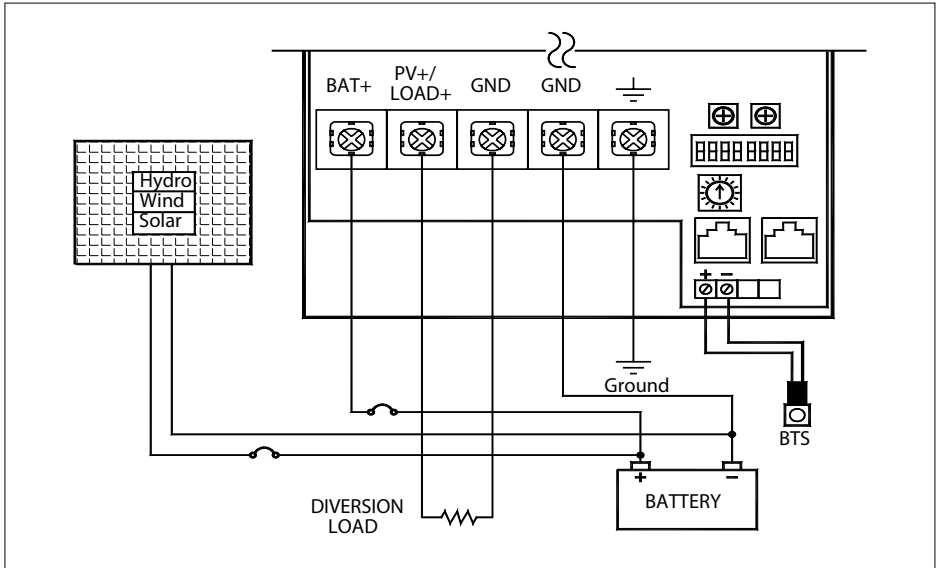 BAT+
PV+/
LOAD+
GND
GND
Hydro
Wind
Solar
+ −
Ground
BTS
+ −
BATTERY
DIVERSION
LOAD